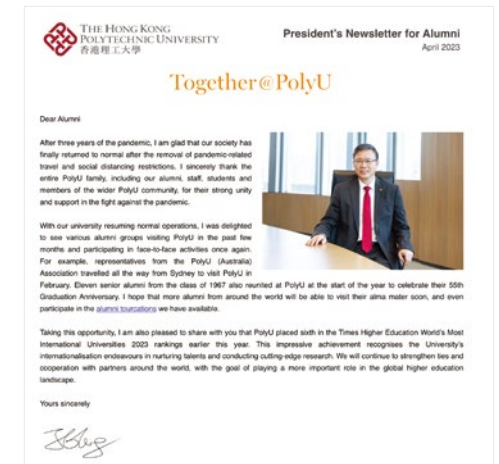 THE HONG KONG
POLYTECHNIC UNIVERSITY
香港理工大學
President's Newsletter for Alumni
April 2023
Together@PolyU
Dear Alumni
After three years of the pandemic, I am glad that our society has
finally returned to normal after the removal of pandemic-related
travel and social distancing restrictions. I sincerely thank the
entire PolyU family, including our alumni, staff, students and
members of the wider PolyU community, for their strong unity
and support in the fight against the pandemic.
With our university resuming normal operations, I was delighted
to see various alumni groups visiting PolyU in the past few
months and participating in face-to-face activities once again.
For example, representatives from the PolyU (Australia)
Association travelled all the way from Sydney to visit PolyU in
February. Eleven senior alumni from the class of 1967 also reunited at PolyU at the start of the year to celebrate their 55th
Graduation Anniversary. I hope that more alumni from around the world will be able to visit their alma mater soon, and even
participate in the alumni tourcations we have available.
Taking this opportunity, I am also pleased to share with you that PolyU placed sixth in the Times Higher Education World's Most
International Universities 2023 rankings earlier this year. This impressive achievement recognises the University's
internationalisation endeavours in nurturing talents and conducting cutting-edge research. We will continue to strengthen ties and
cooperation with partners around the world, with the goal of playing a more important role in the global higher education
landscape.
Yours sincerely